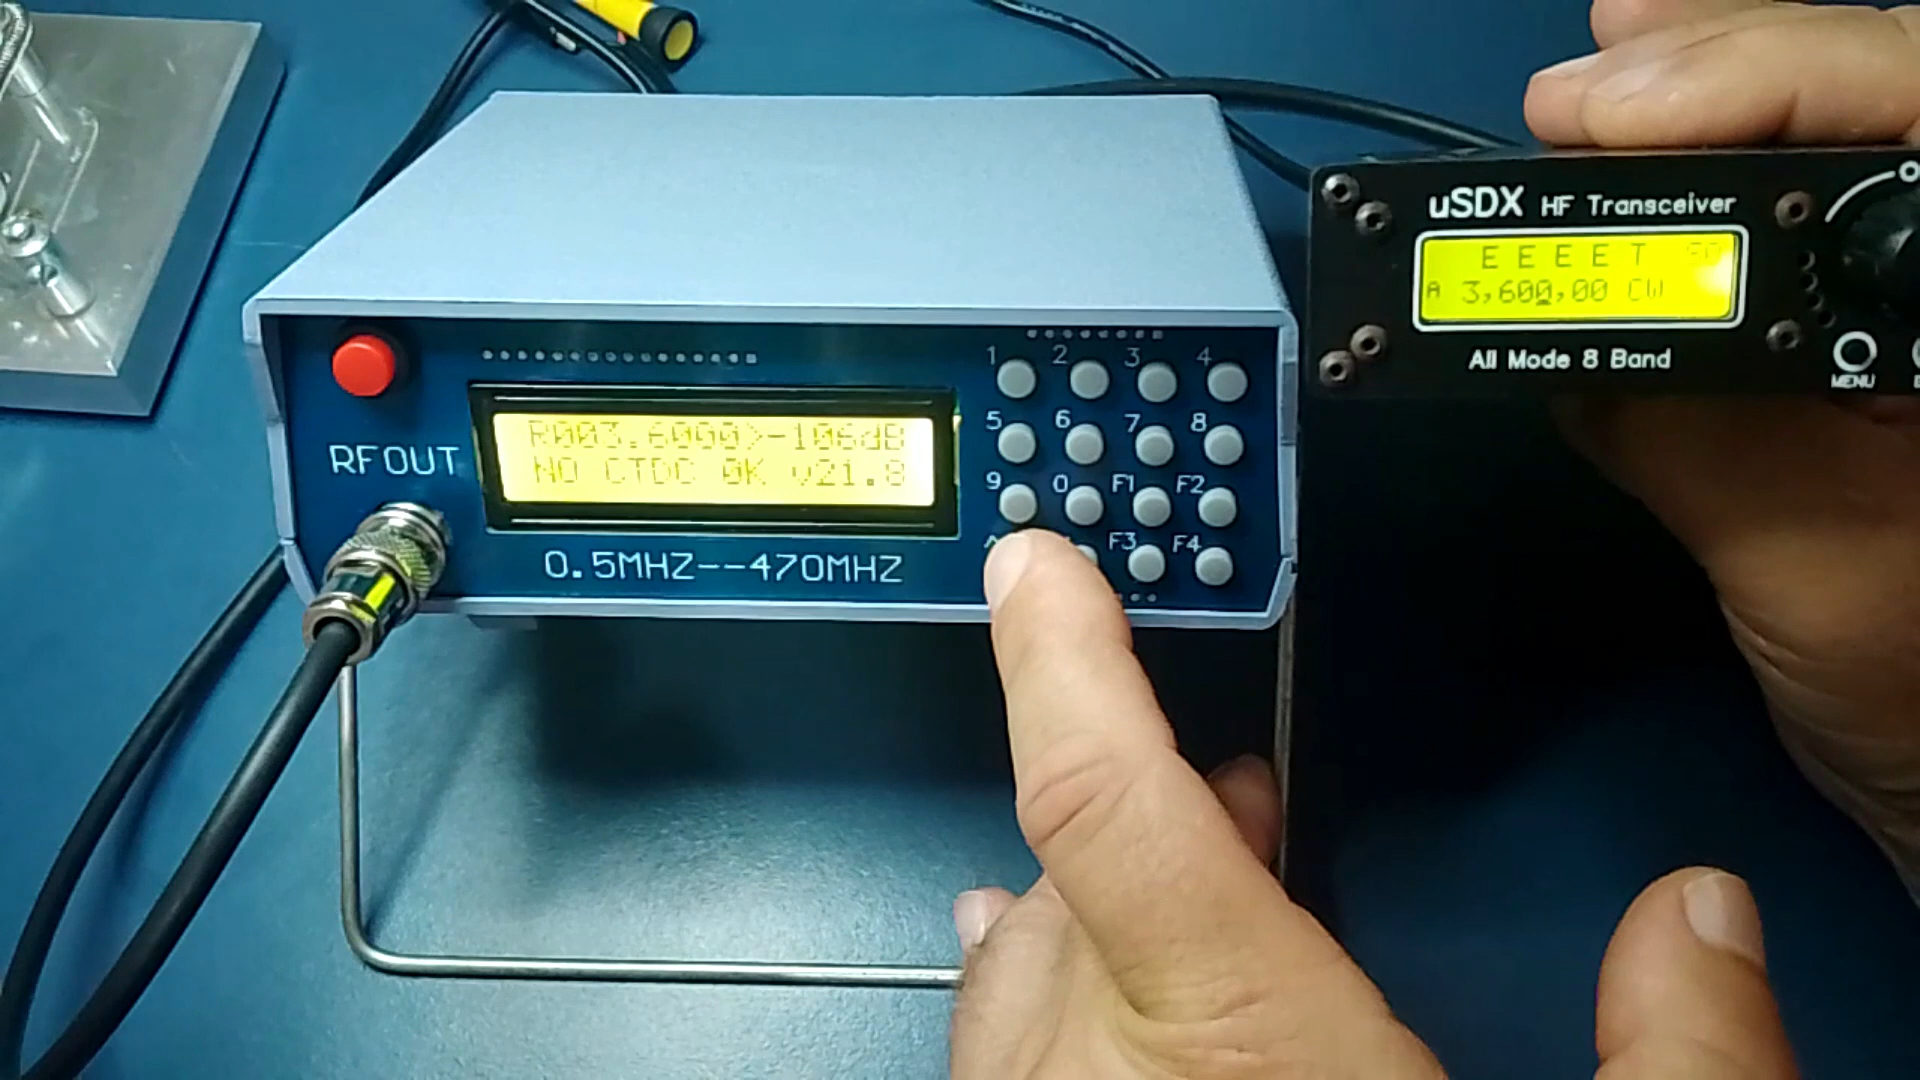 uSDX HF Transceiver
E E E E T
A 3,600,00 CW
All Mode 8 Band
MENU
1 2 3 4
5 6 7 8
9 0 F1 F2
F3 F4
R003.6000>-106dB
NO CTDC 0K v21.8
RFOUT
0.5MHZ--470MHZ